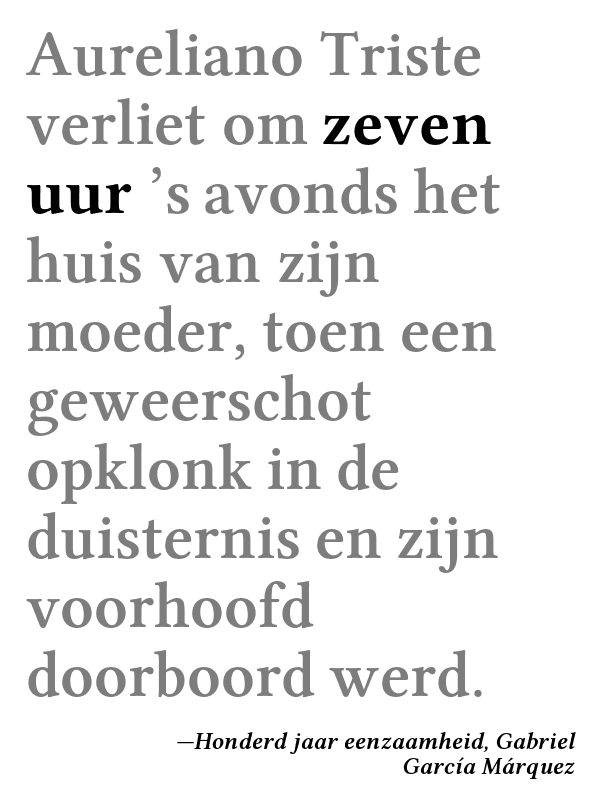 Aureliano Triste
verliet om zeven
uur ’s avonds het
huis van zijn
moeder, toen een
geweerschot
opklonk in de
duisternis en zijn
voorhoofd
doorboord werd.
—Honderd jaar eenzaamheid, Gabriel
García Márquez